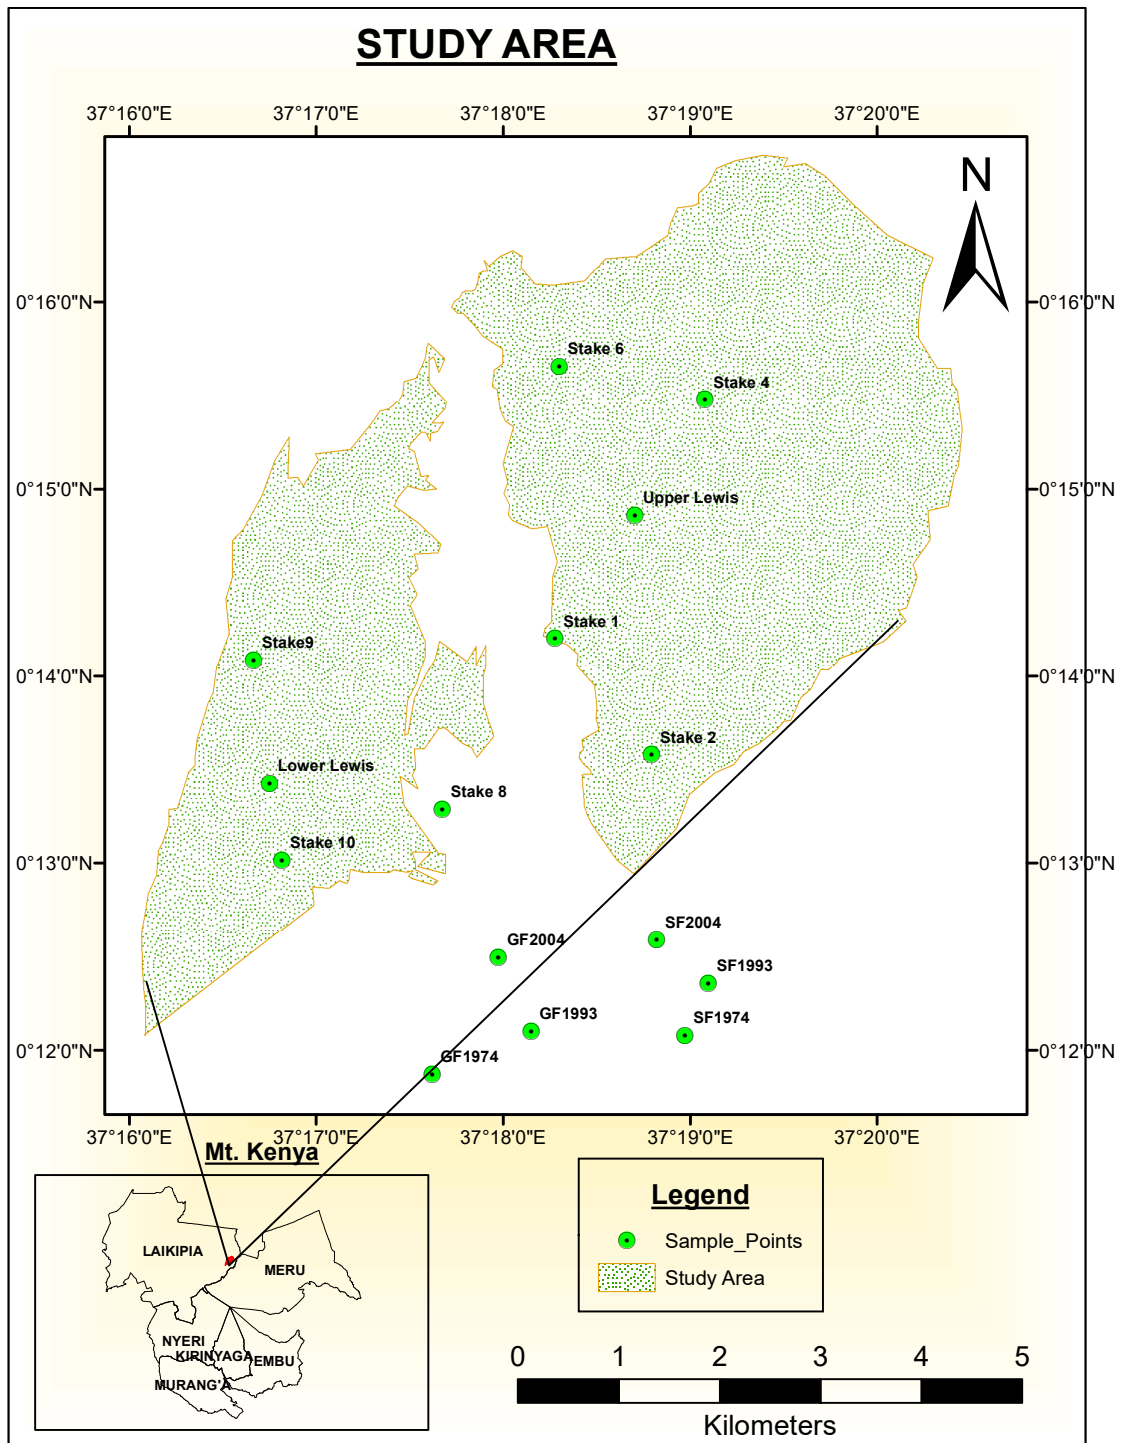 STUDY AREA
37°16'0"E 37°17'0"E 37°18'0"E 37°19'0"E 37°20'0"E
N
0°16'0"N 0°16'0"N
Stake 6
Stake 4
0°15'0"N 0°15'0"N
Upper Lewis
Stake 1
Stake9
0°14'0"N 0°14'0"N
Stake 2
Lower Lewis
Stake 8
Stake 10
0°13'0"N 0°13'0"N
SF2004
GF2004
SF1993
GF1993
SF1974
0°12'0"N 0°12'0"N
GF1974
37°16'0"E 37°17'0"E 37°18'0"E 37°19'0"E 37°20'0"E
Mt. Kenya
LAIKIPIA
MERU
NYERI
KIRINYAGA
EMBU
MURANG'A
Legend
Sample_Points
Study Area
0 1 2 3 4 5
Kilometers